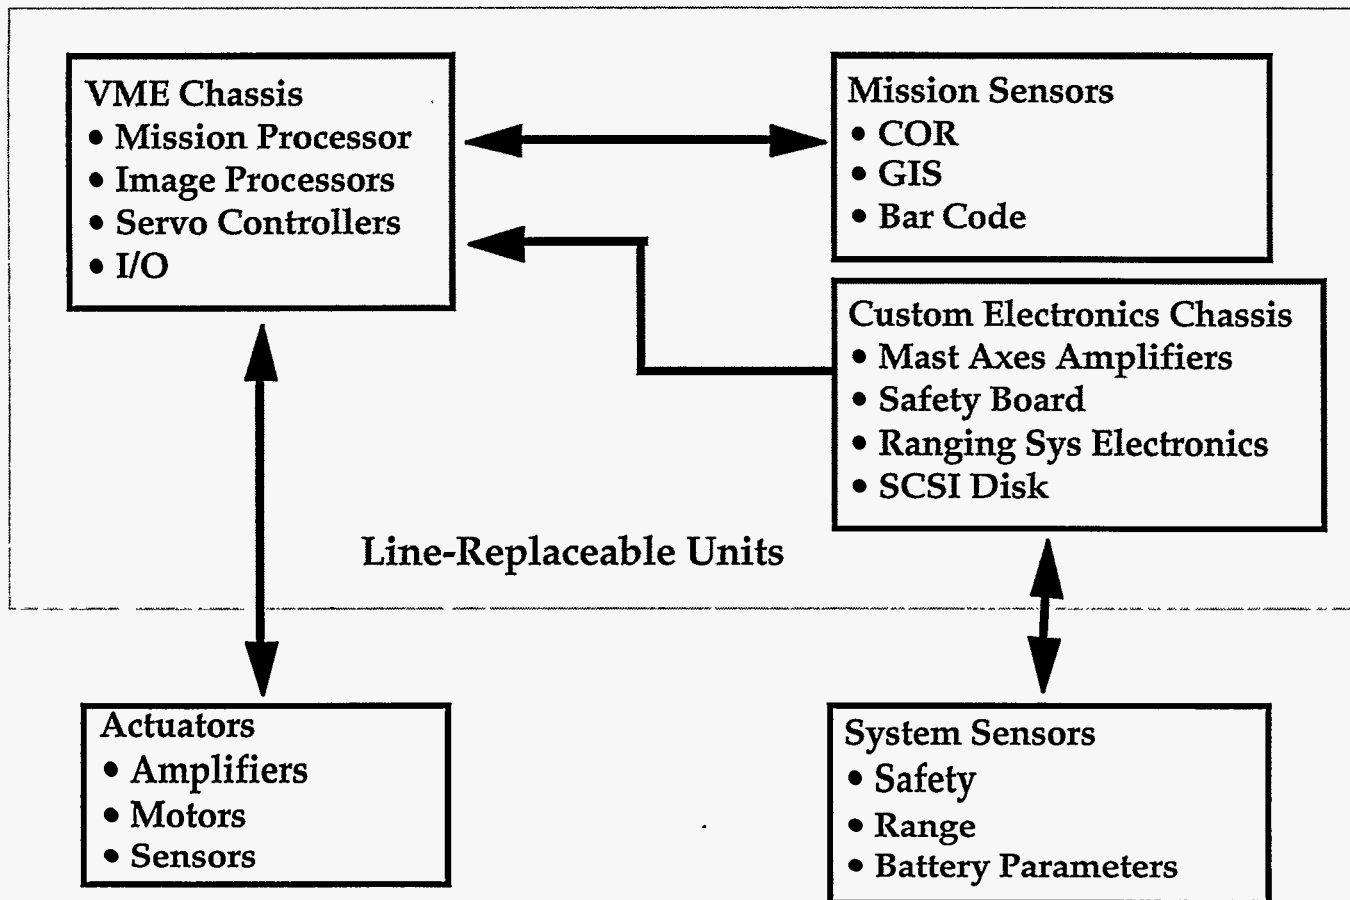 VME Chassis
• Mission Processor
• Image Processors
• Servo Controllers
• I/O
Mission Sensors
• COR
• GIS
• Bar Code
Custom Electronics Chassis
• Mast Axes Amplifiers
• Safety Board
• Ranging Sys Electronics
• SCSI Disk
Line-Replaceable Units
Actuators
• Amplifiers
• Motors
• Sensors
System Sensors
• Safety
• Range
• Battery Parameters